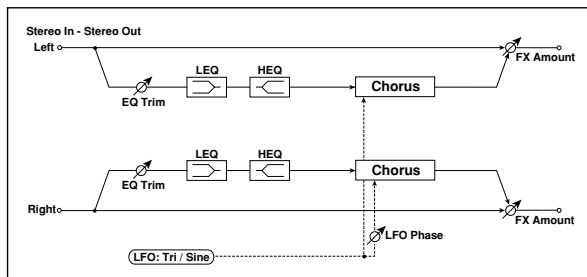 Stereo In - Stereo Out
Left
FX Amount
EQ Trim
LEQ
HEQ
Chorus
EQ Trim
LEQ
HEQ
Chorus
Right
FX Amount
LFO Phase
LFO: Tri / Sine